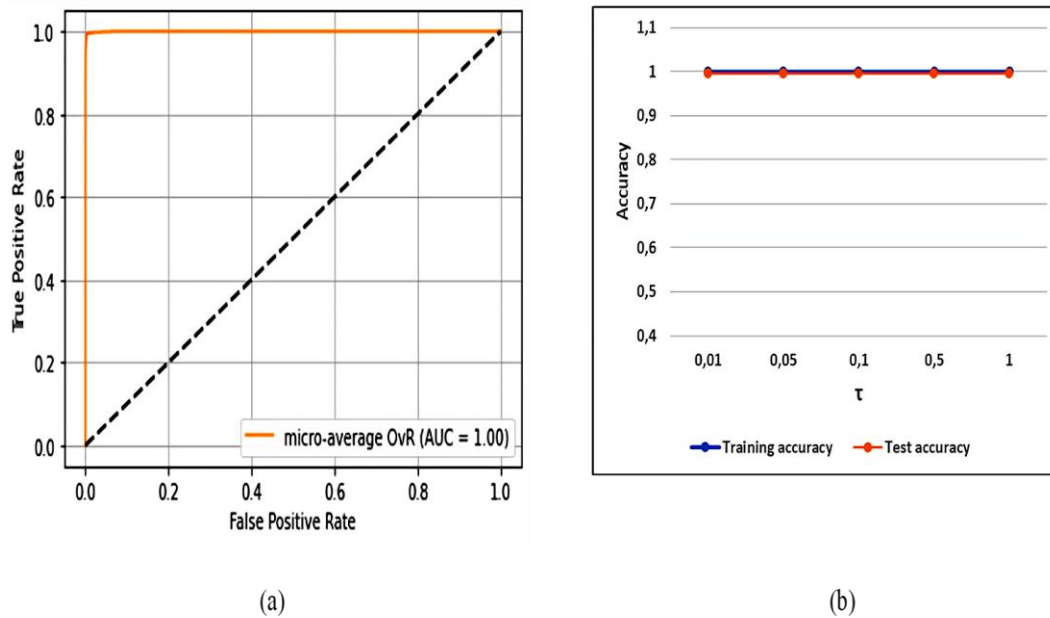 1.0
0.8
0.6
0.4
0.2
0.0
True Positive Rate
micro-average OvR (AUC = 1.00)
0.0 0.2 0.4 0.6 0.8 1.0
False Positive Rate
(a)
1,1
1
0,9
0,8
0,7
0,6
0,5
0,4
Accuracy
0,01 0,05 0,1 0,5 1
τ
Training accuracy Test accuracy
(b)